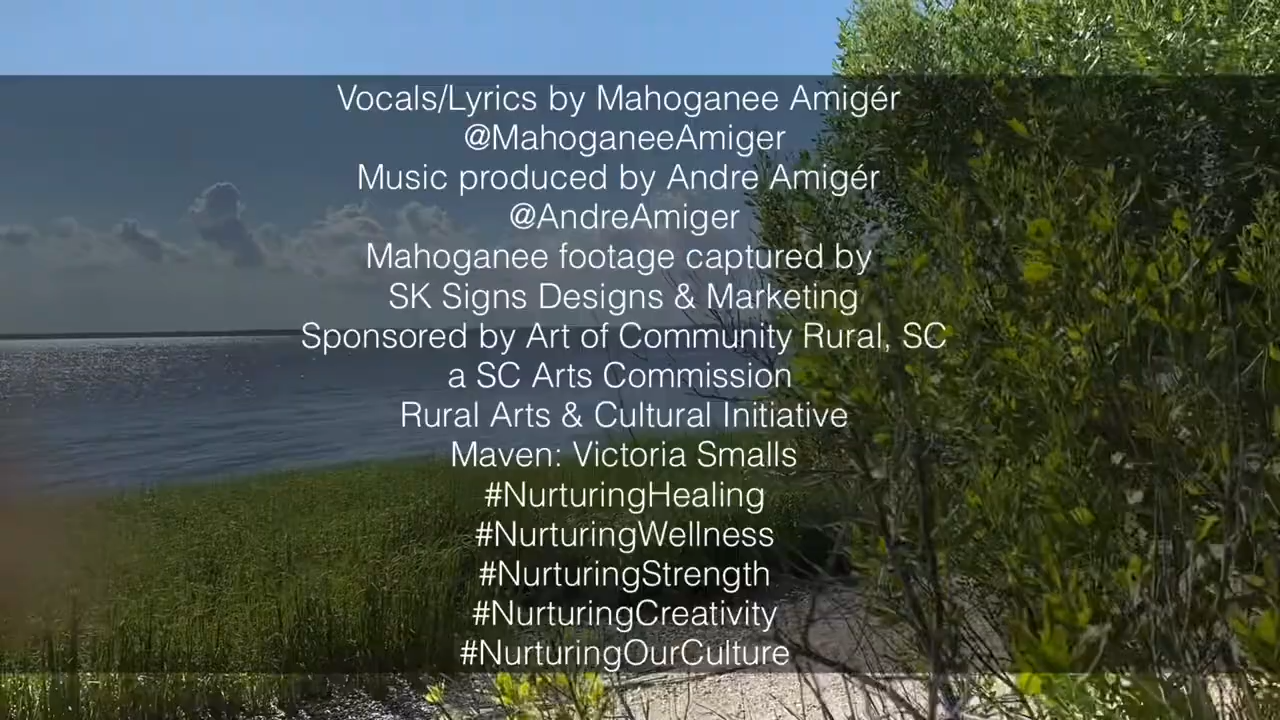 Vocals/Lyrics by Mahoganee Amigér
@MahoganeeAmiger
Music produced by Andre Amigér
@AndreAmiger
Mahoganee footage captured by
SK Signs Designs & Marketing
Sponsored by Art of Community Rural, SC
a SC Arts Commission
Rural Arts & Cultural Initiative
Maven: Victoria Smalls
#NurturingHealing
#NurturingWellness
#NurturingStrength
#NurturingCreativity
#NurturingOurCulture